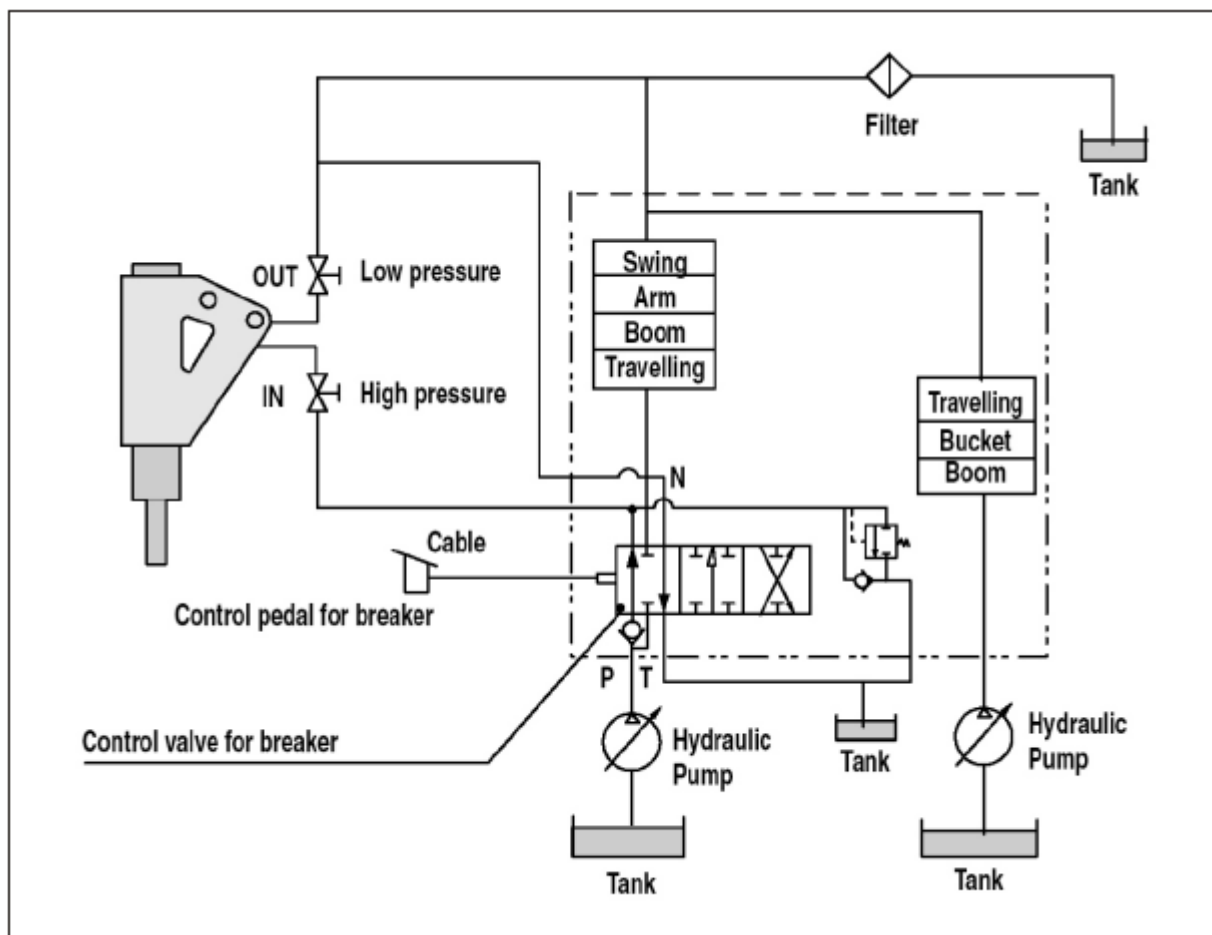 Filter
Tank
OUT
Low pressure
Swing
Arm
Boom
Travelling
IN
High pressure
Travelling
Bucket
Boom
N
Cable
Control pedal for breaker
P
T
Control valve for breaker
Hydraulic
Pump
Tank
Hydraulic
Pump
Tank
Tank